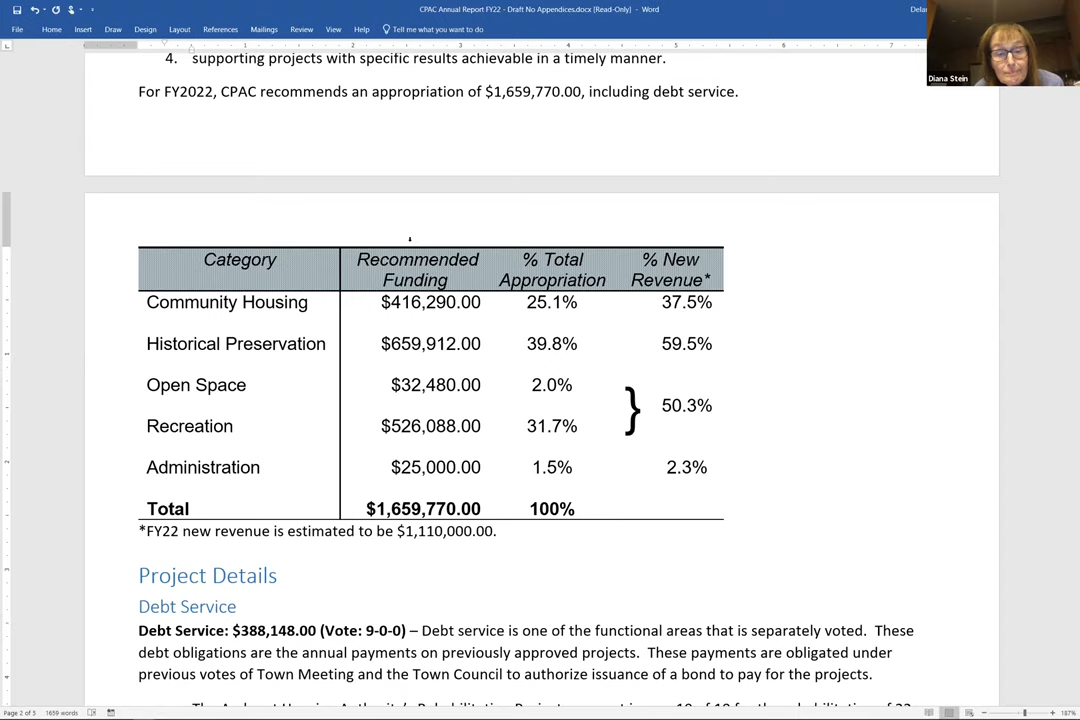 CPAC Annual Report FY22 - Draft No Appendices.docx [Read-Only] - Word
Delan
File Home Insert Draw Design Layout References Mailings Review View Help Tell me what you want to do
Diana Stein
4. supporting projects with specific results achievable in a timely manner.
For FY2022, CPAC recommends an appropriation of $1,659,770.00, including debt service.
Category Recommended Funding % Total Appropriation % New Revenue*
Community Housing $416,290.00 25.1% 37.5%
Historical Preservation $659,912.00 39.8% 59.5%
Open Space $32,480.00 2.0%
} 50.3%
Recreation $526,088.00 31.7%
Administration $25,000.00 1.5% 2.3%
Total $1,659,770.00 100%
*FY22 new revenue is estimated to be $1,110,000.00.
Project Details
Debt Service
Debt Service: $388,148.00 (Vote: 9-0-0) – Debt service is one of the functional areas that is separately voted. These
debt obligations are the annual payments on previously approved projects. These payments are obligated under
previous votes of Town Meeting and the Town Council to authorize issuance of a bond to pay for the projects.
Page 2 of 5 1659 words
187%